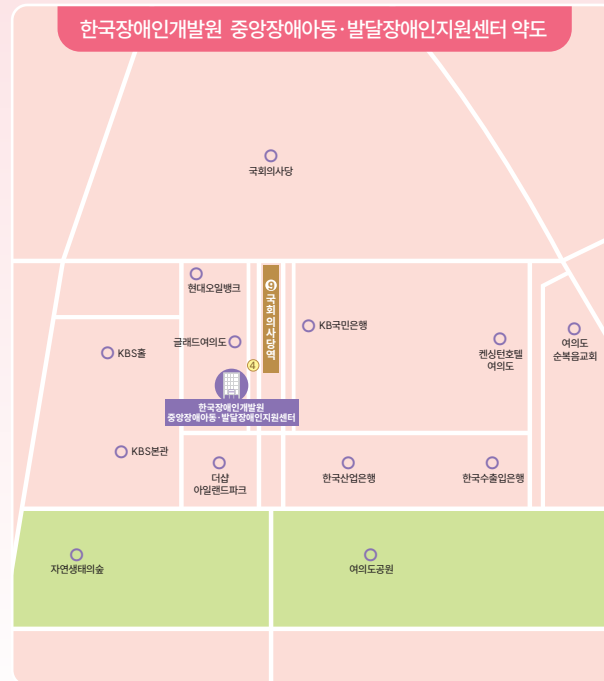 한국장애인개발원 중앙장애아동·발달장애인지원센터 약도
국회의사당
현대오일뱅크
❾국회의사당역
글래드여의도
KB국민은행
켄싱턴호텔
여의도
여의도
순복음교회
KBS홀
④
한국장애인개발원
중앙장애아동·발달장애인지원센터
KBS본관
더샵
아일랜드파크
한국산업은행
한국수출입은행
자연생태의숲
여의도공원